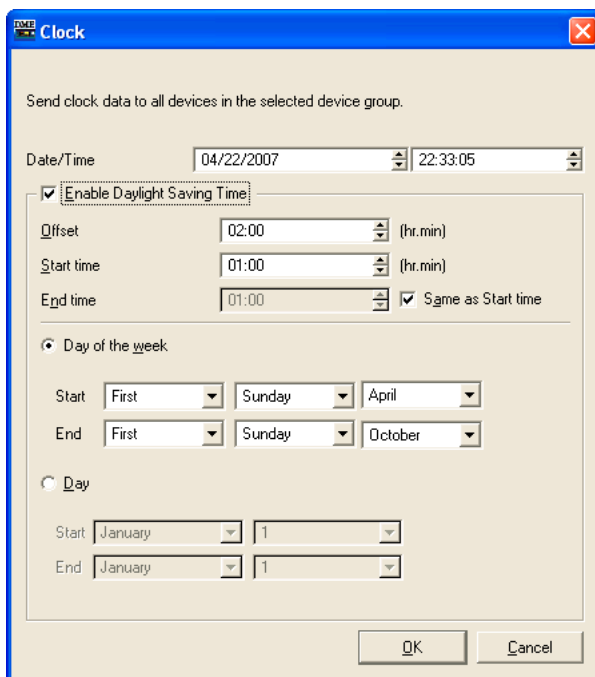 DME Clock
Send clock data to all devices in the selected device group.
Date/Time 04/22/2007 22:33:05
Enable Daylight Saving Time
Offset 02:00 (hr.min)
Start time 01:00 (hr.min)
End time 01:00 Same as Start time
Day of the week
Start First Sunday April
End First Sunday October
Day
Start January 1
End January 1
OK Cancel